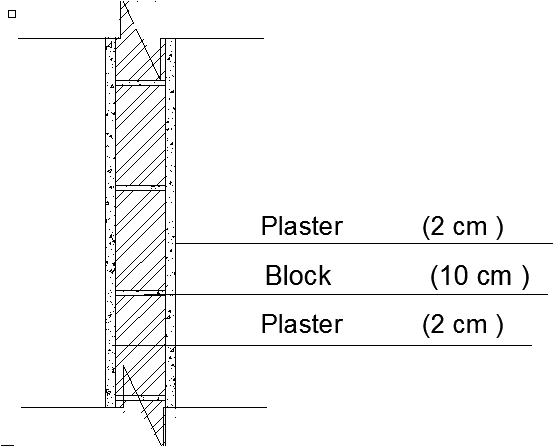 Plaster (2 cm )
Block (10 cm )
Plaster (2 cm )